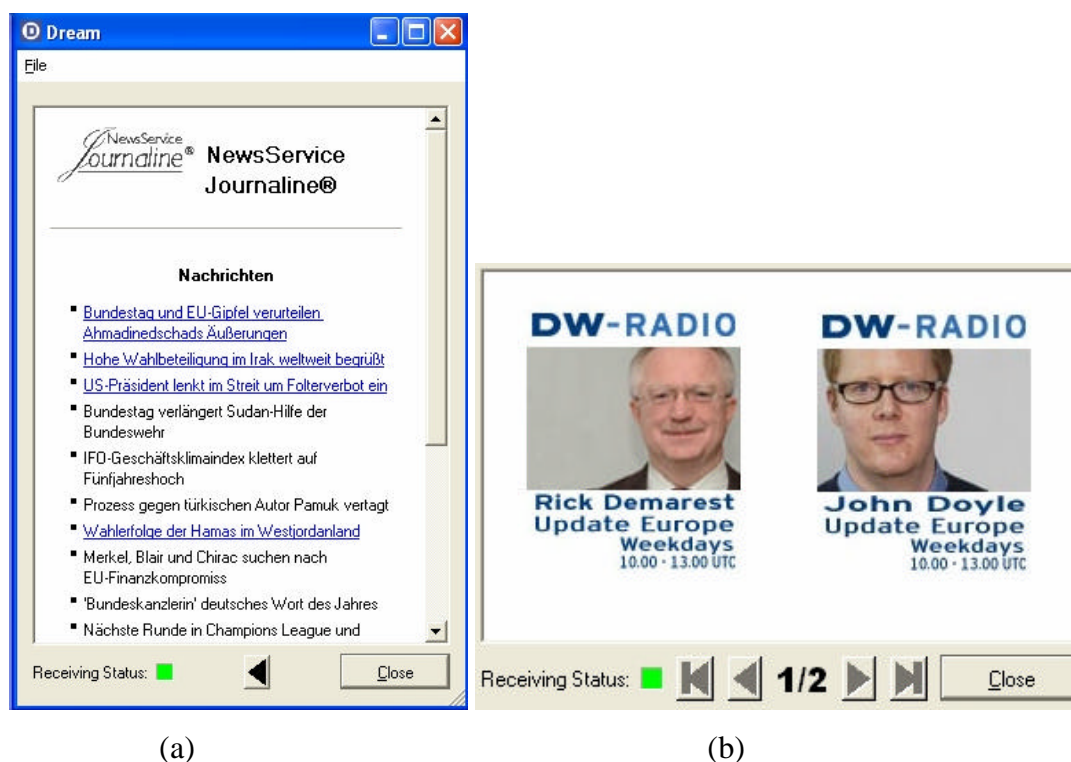 Dream
File
NewsService
Journaline®
NewsService
Journaline®
Nachrichten
Bundestag und EU-Gipfel verurteilen
Ahmadinedschads Äußerungen
Hohe Wahlbeteiligung im Irak weltweit begrüßt
US-Präsident lenkt im Streit um Folterverbot ein
Bundestag verlängert Sudan-Hilfe der
Bundeswehr
IFO-Geschäftsklimaindex klettert auf
Fünfjahreshoch
Prozess gegen türkischen Autor Pamuk vertagt
Wahlerfolge der Hamas im Westjordanland
Merkel, Blair und Chirac suchen nach
EU-Finanzkompromiss
'Bundeskanzlerin' deutsches Wort des Jahres
Nächste Runde in Champions League und
Receiving Status:
Close
(a)
DW-RADIO
Rick Demarest
Update Europe
Weekdays
10.00 - 13.00 UTC
DW-RADIO
John Doyle
Update Europe
Weekdays
10.00 - 13.00 UTC
Receiving Status:
1/2
Close
(b)